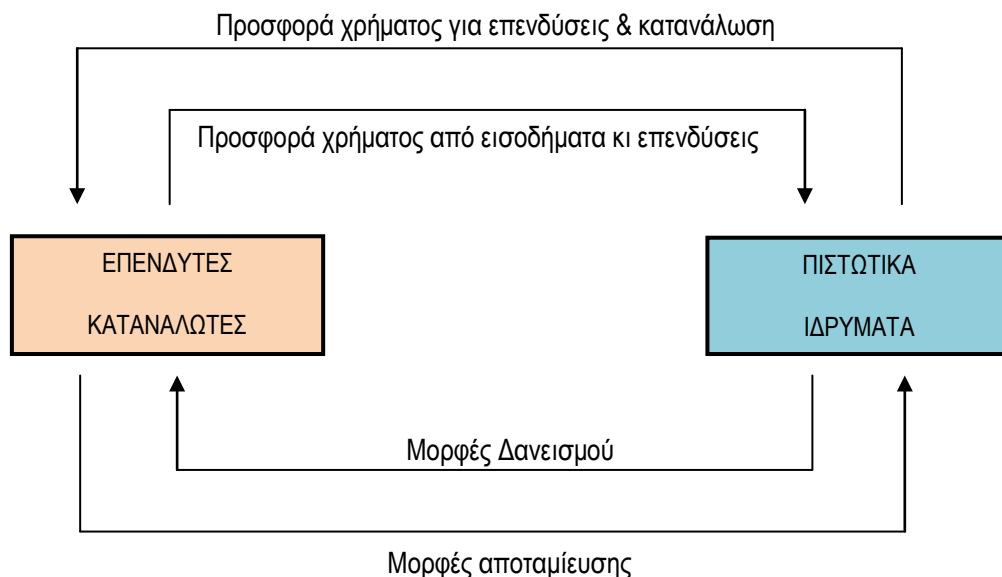 Προσφορά χρήματος για επενδύσεις & κατανάλωση
Προσφορά χρήματος από εισοδήματα κι επενδύσεις
ΕΠΕΝΔΥΤΕΣ
ΚΑΤΑΝΑΛΩΤΕΣ
ΠΙΣΤΩΤΙΚΑ
ΙΔΡΥΜΑΤΑ
Μορφές Δανεισμού
Μορφές αποταμίευσης